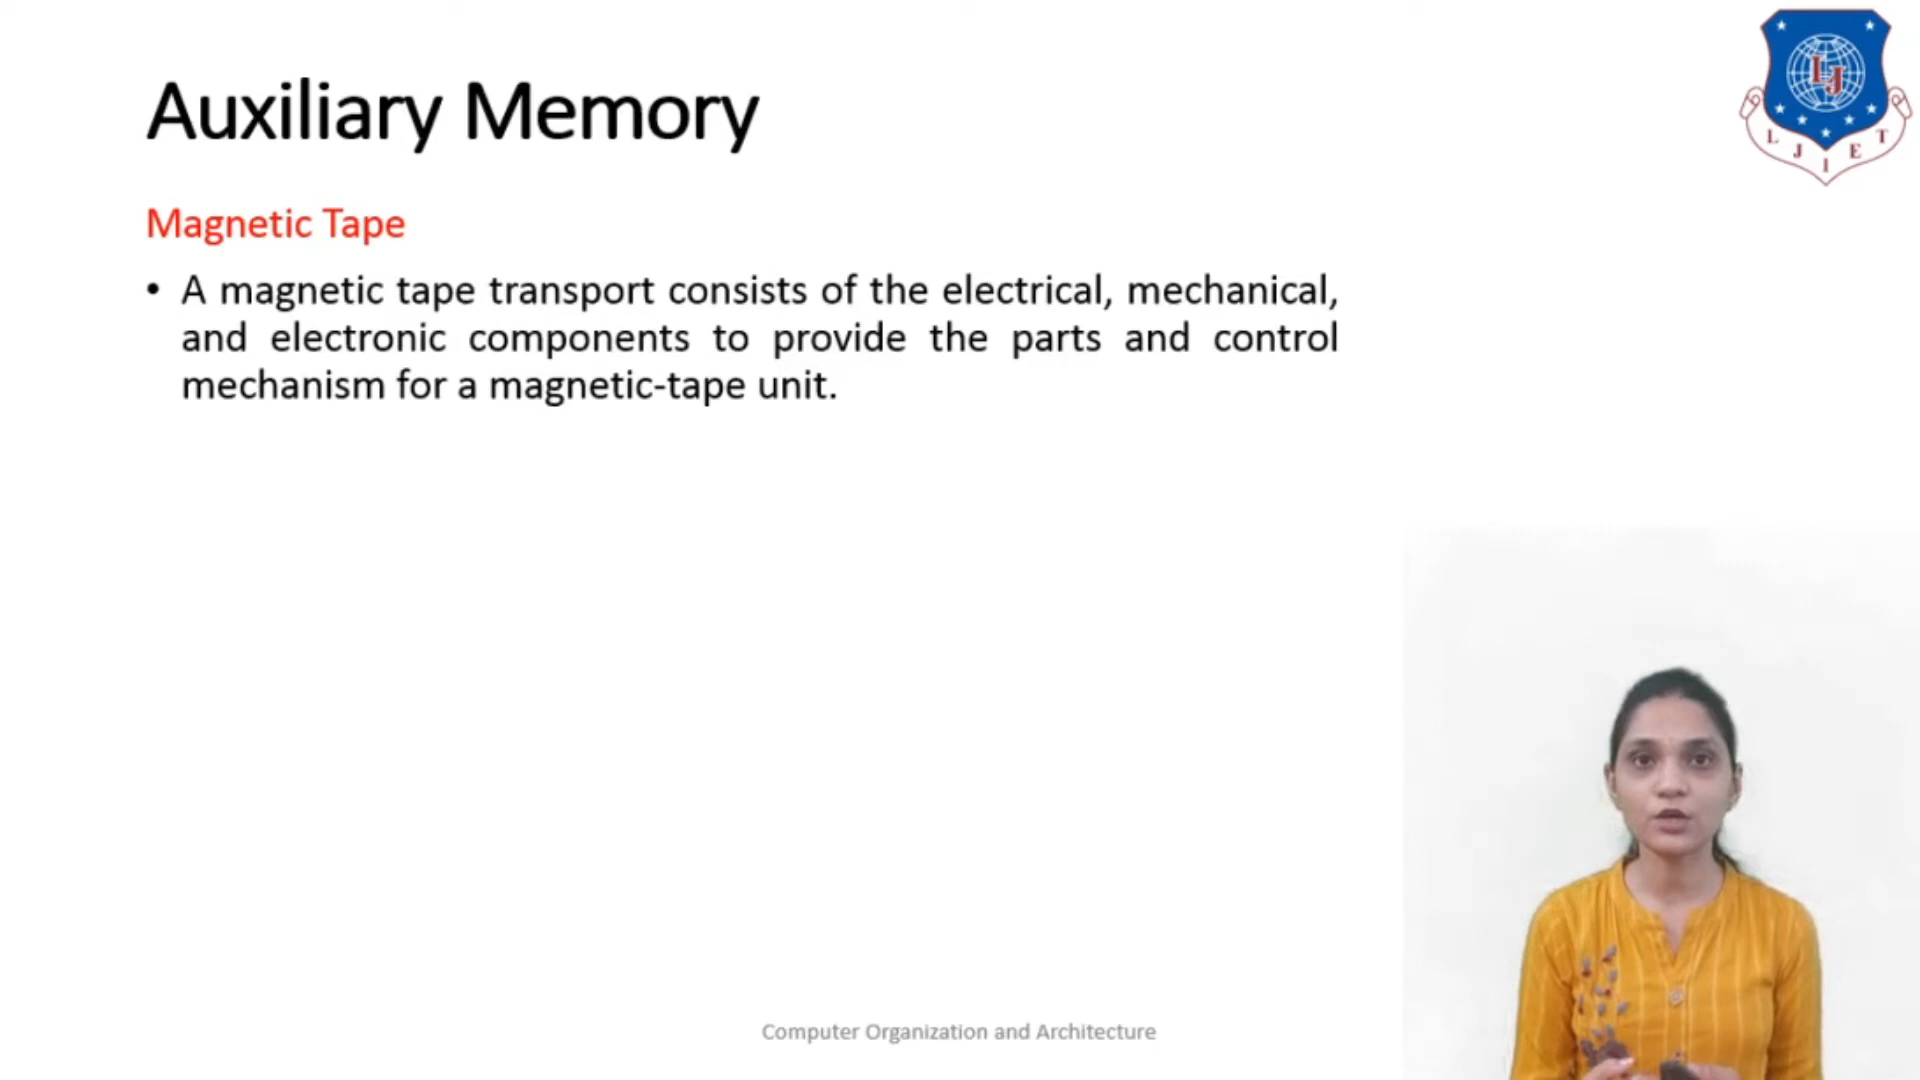 Auxiliary Memory
Magnetic Tape
• A magnetic tape transport consists of the electrical, mechanical,
and electronic components to provide the parts and control
mechanism for a magnetic-tape unit.
LJ
L J I E T
Computer Organization and Architecture